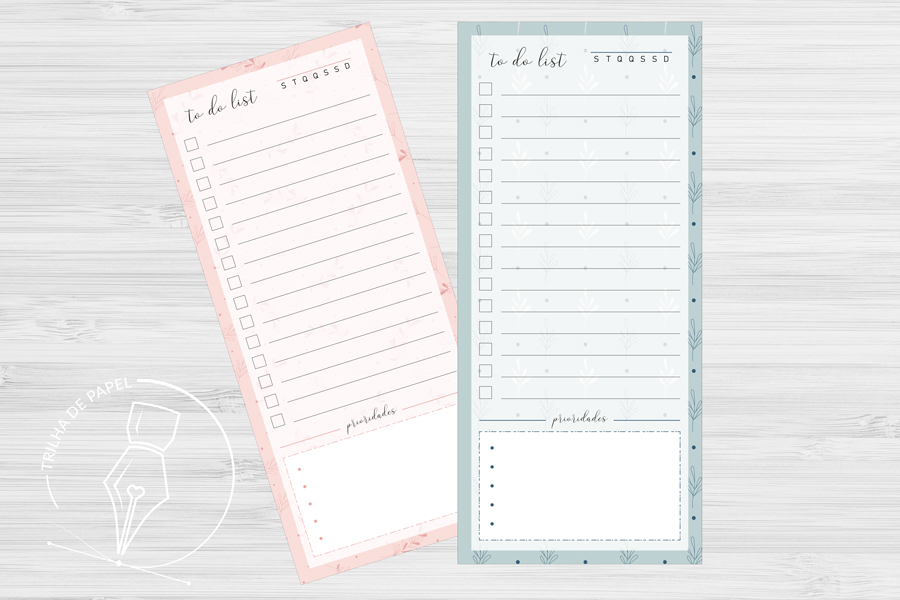 to do list
S T Q Q S S D
prioridades
to do list
S T Q Q S S D
prioridades
TRILHA DE PAPEL